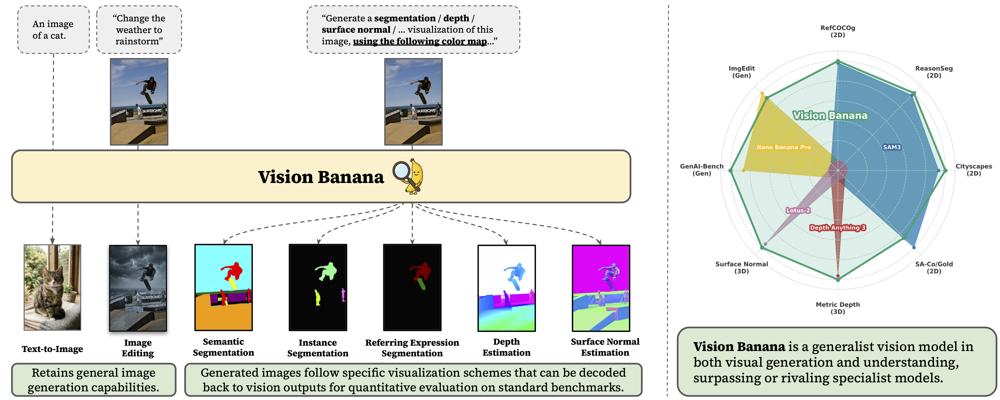 An image
of a cat.
“Change the
weather to
rainstorm”
“Generate a segmentation / depth /
surface normal / ... visualization of this
image, using the following color map...”
SKATEBOARD
SKATEBOARD
Vision Banana
SKATEBOARD
Text-to-Image
Image
Editing
Semantic
Segmentation
Instance
Segmentation
Referring Expression
Segmentation
Depth
Estimation
Surface Normal
Estimation
Retains general image
generation capabilities.
Generated images follow specific visualization schemes that can be decoded
back to vision outputs for quantitative evaluation on standard benchmarks.
RefCOCOg
(2D)
ImgEdit
(Gen)
ReasonSeg
(2D)
Vision Banana
Nano Banana Pro
SAM3
GenAI-Bench
(Gen)
Cityscapes
(2D)
Lotus-2
Depth Anything 3
Surface Normal
(3D)
SA-Co/Gold
(2D)
Metric Depth
(3D)
Vision Banana is a generalist vision model in
both visual generation and understanding,
surpassing or rivaling specialist models.